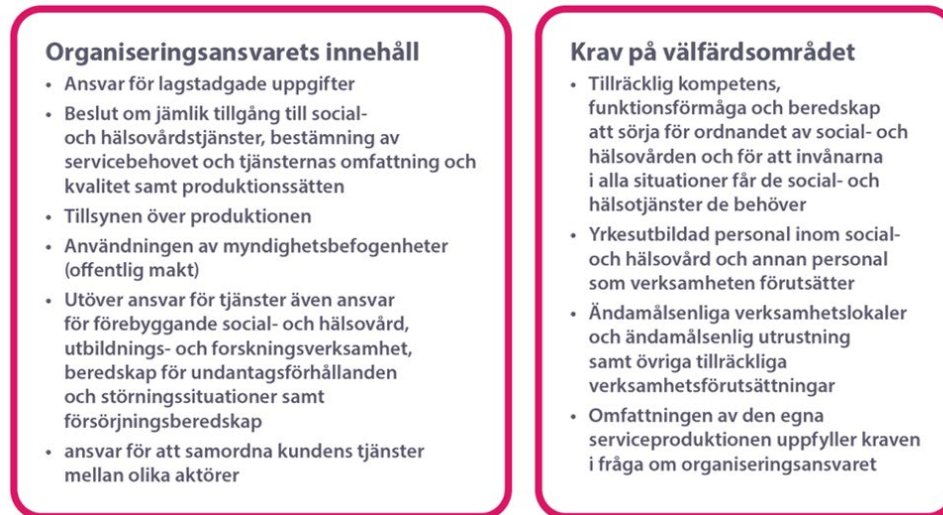 Organiseringsansvarets innehåll
• Ansvar för lagstadgade uppgifter
• Beslut om jämlik tillgång till social-
och hälsovårdstjänster, bestämning av
servicebehovet och tjänsternas omfattning och
kvalitet samt produktionssätten
• Tillsynen över produktionen
• Användningen av myndighetsbefogenheter
(offentlig makt)
• Utöver ansvar för tjänster även ansvar
för förebyggande social- och hälsovård,
utbildnings- och forskningsverksamhet,
beredskap för undantagsförhållanden
och störningssituationer samt
försörjningsberedskap
• ansvar för att samordna kundens tjänster
mellan olika aktörer
Krav på välfärdsområdet
• Tillräcklig kompetens,
funktionsförmåga och beredskap
att sörja för ordnandet av social- och
hälsovården och för att invånarna
i alla situationer får de social- och
hälsotjänster de behöver
• Yrkesutbildad personal inom social-
och hälsovård och annan personal
som verksamheten förutsätter
• Ändamålsenliga verksamhetslokaler
och ändamålsenlig utrustning
samt övriga tillräckliga
verksamhetsförutsättningar
• Omfattningen av den egna
serviceproduktionen uppfyller kraven
i fråga om organiseringsansvaret